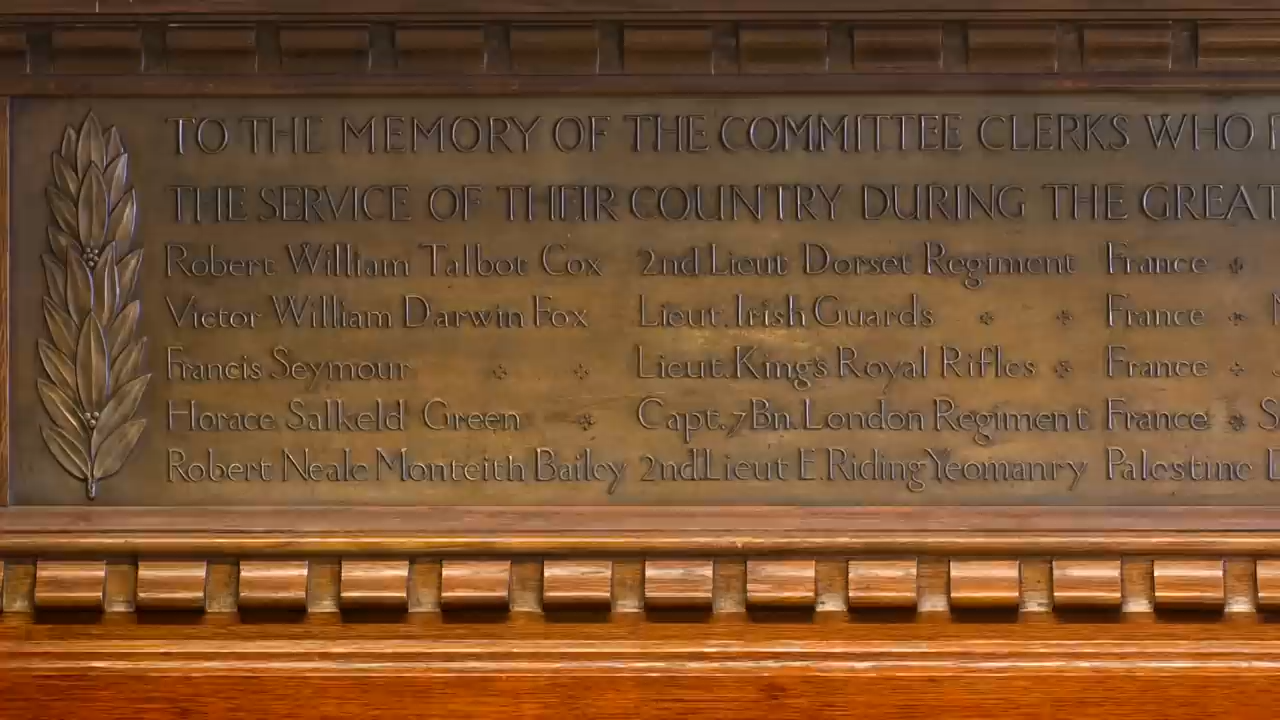 TO THE MEMORY OF THE COMMITTEE CLERKS WHO
THE SERVICE OF THEIR COUNTRY DURING THE GREAT
Robert William Talbot Cox 2nd Lieut Dorset Regiment France
Victor William Darwin Fox Lieut. Irish Guards France
Francis Seymour Lieut. King's Royal Rifles France
Horace Salkeld Green Capt. 7 Bn. London Regiment France
Robert Neale Monteith Bailey 2nd Lieut E. Riding Yeomanry Palestine